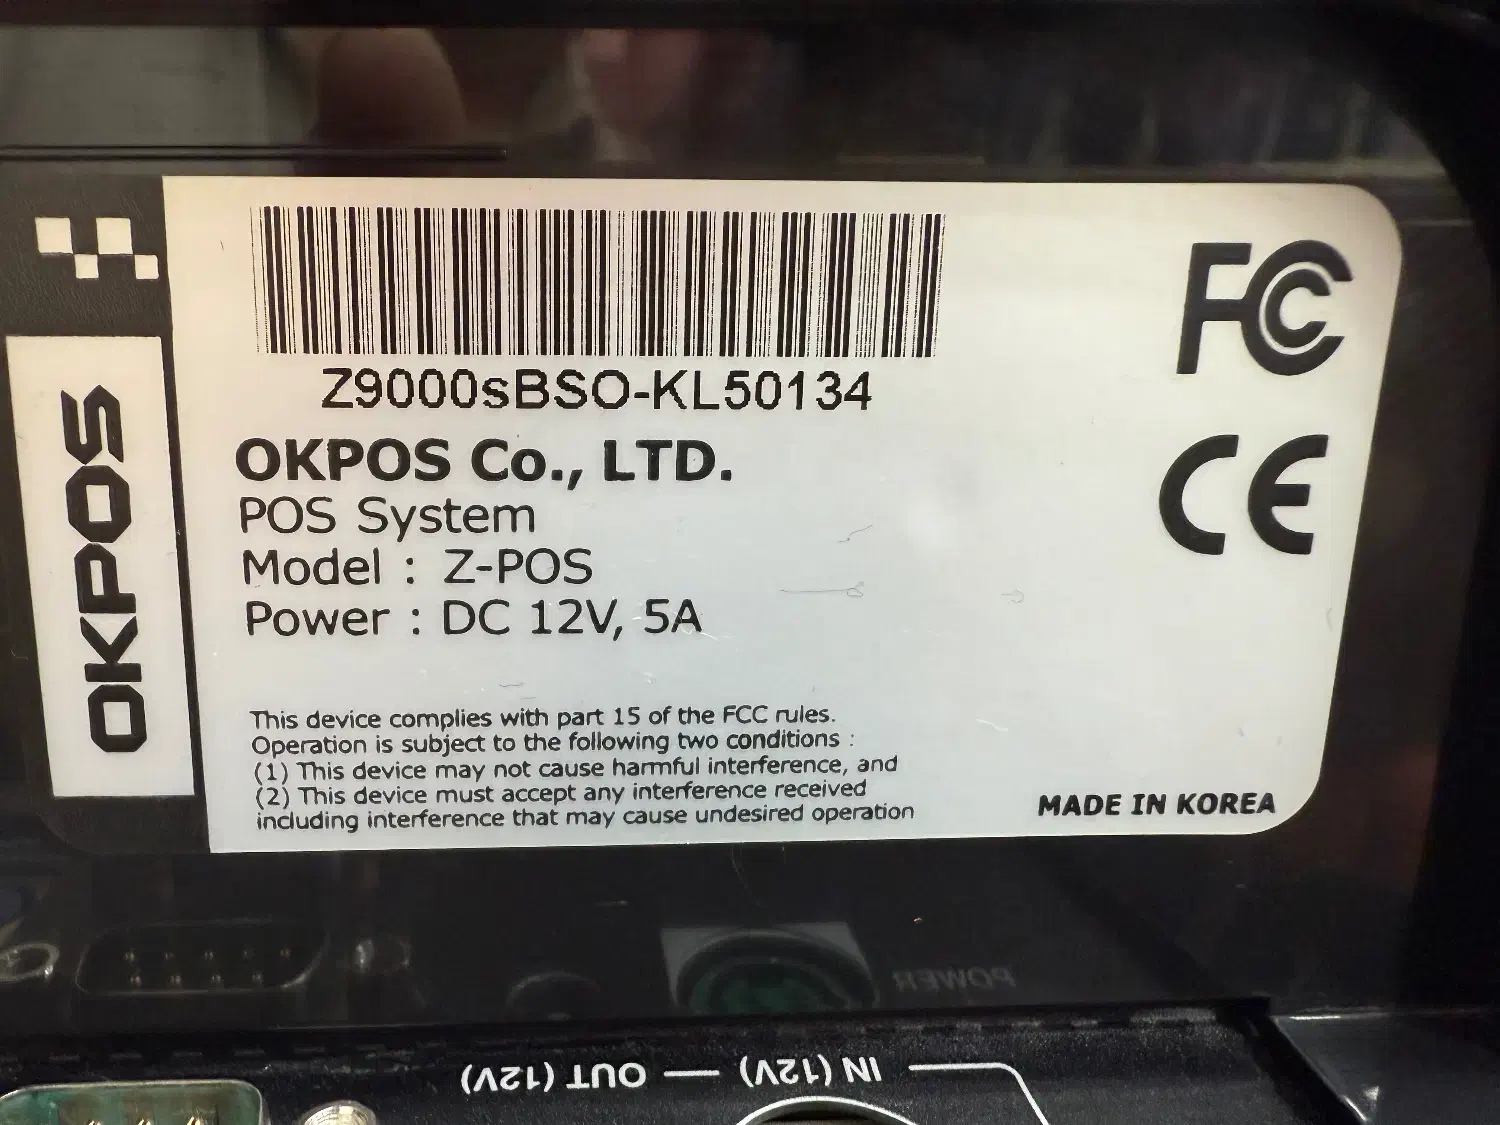 OKPOS
Z9000sBSO-KL50134
OKPOS Co., LTD.
POS System
Model : Z-POS
Power : DC 12V, 5A
This device complies with part 15 of the FCC rules.
Operation is subject to the following two conditions :
(1) This device may not cause harmful interference, and
(2) This device must accept any interference received
including interference that may cause undesired operation
FC
CE
MADE IN KOREA
POWER
IN (12V) — OUT (12V)